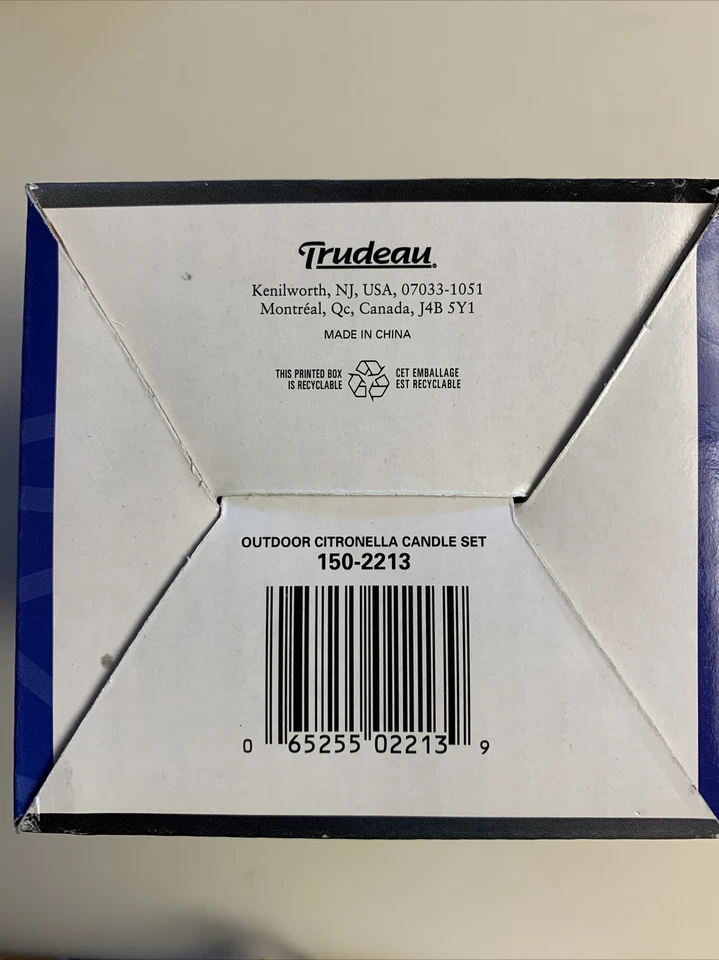 Trudeau
Kenilworth, NJ, USA, 07033-1051
Montréal, Qc, Canada, J4B 5Y1
MADE IN CHINA
THIS PRINTED BOX
IS RECYCLABLE
CET EMBALLAGE
EST RECYCLABLE
OUTDOOR CITRONELLA CANDLE SET
150-2213
0 65255 02213 9